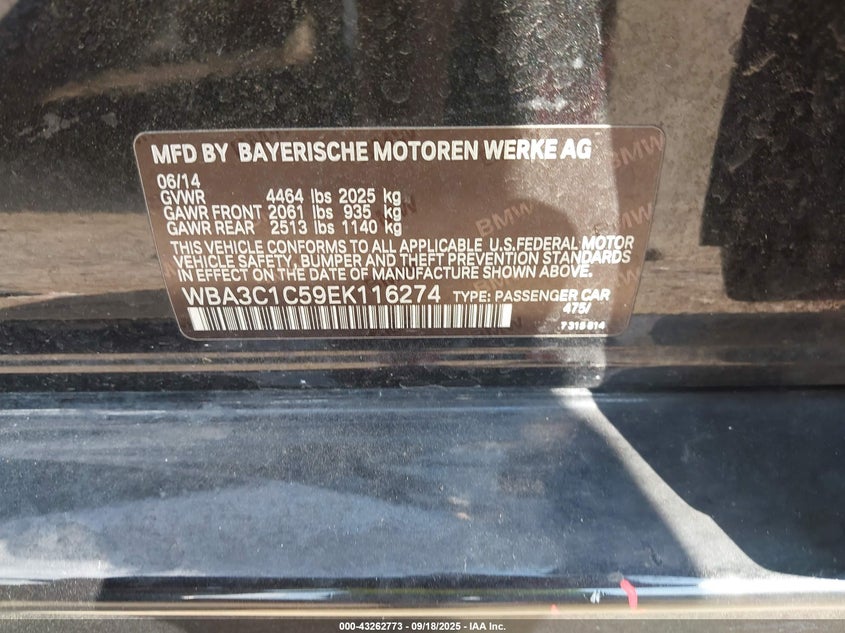 MFD BY BAYERISCHE MOTOREN WERKE AG
06/14
GVWR 4464 lbs 2025 kg
GAWR FRONT 2061 lbs 935 kg
GAWR REAR 2513 lbs 1140 kg
THIS VEHICLE CONFORMS TO ALL APPLICABLE U.S.FEDERAL MOTOR
VEHICLE SAFETY, BUMPER AND THEFT PREVENTION STANDARDS
IN EFFECT ON THE DATE OF MANUFACTURE SHOWN ABOVE.
WBA3C1C59EK116274 TYPE: PASSENGER CAR
475/
7315814
BMW
BMW
BMW
000-43262773 - 09/18/2025 - IAA Inc.